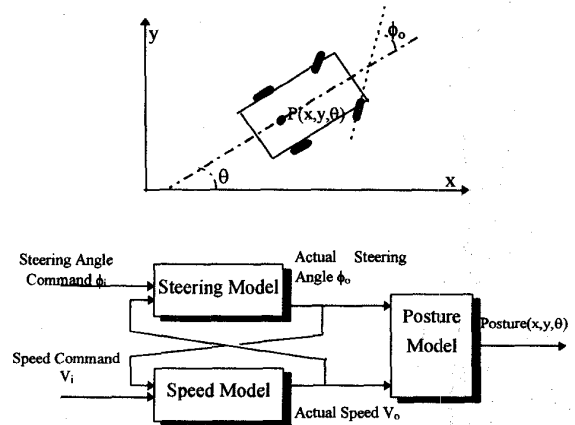 y
ϕₒ
P(x,y,θ)
θ
x
Steering Angle
Command ϕᵢ
Steering Model
Actual Steering
Angle ϕₒ
Posture
Model
Posture(x,y,θ)
Speed Command
Vᵢ
Speed Model
Actual Speed Vₒ